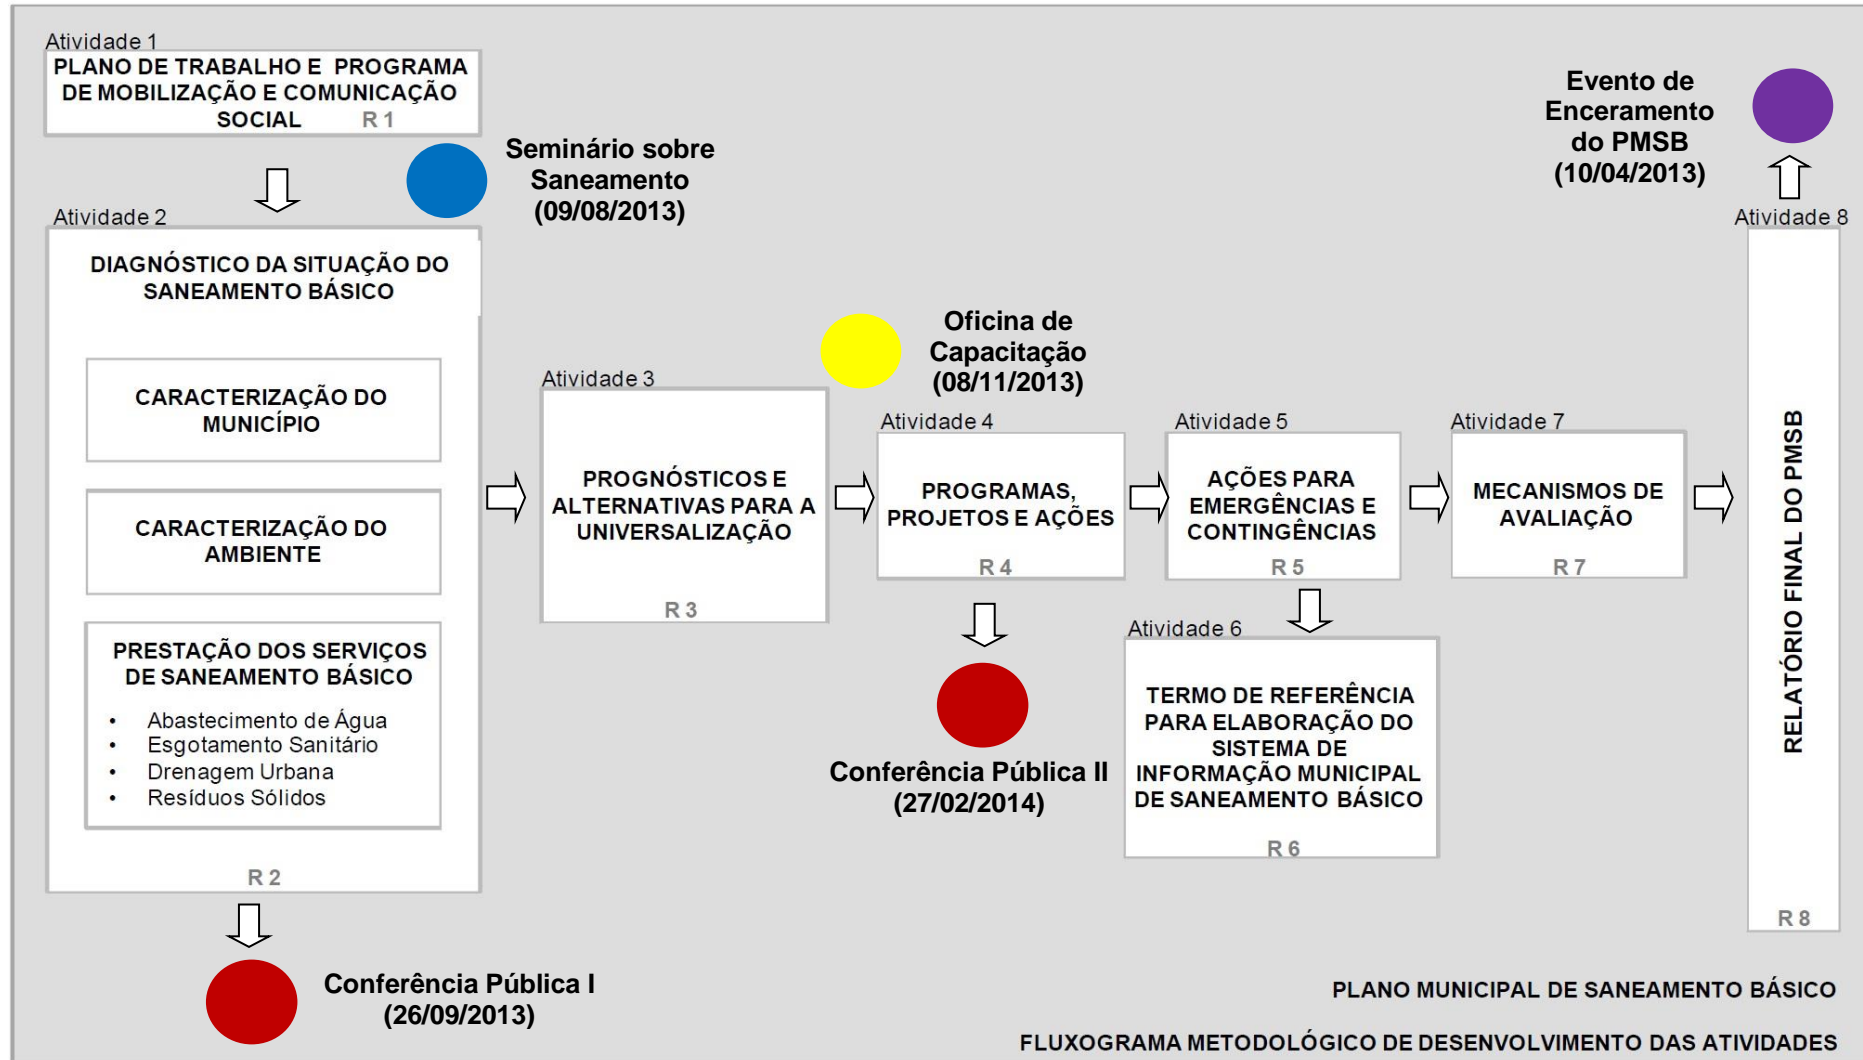 Atividade 1
PLANO DE TRABALHO E PROGRAMA
DE MOBILIZAÇÃO E COMUNICAÇÃO
SOCIAL R 1
Seminário sobre
Saneamento
(09/08/2013)
Evento de
Enceramento
do PMSB
(10/04/2013)
Atividade 2
DIAGNÓSTICO DA SITUAÇÃO DO
SANEAMENTO BÁSICO
CARACTERIZAÇÃO DO
MUNICÍPIO
CARACTERIZAÇÃO DO
AMBIENTE
PRESTAÇÃO DOS SERVIÇOS
DE SANEAMENTO BÁSICO
• Abastecimento de Água
• Esgotamento Sanitário
• Drenagem Urbana
• Resíduos Sólidos
R 2
Conferência Pública I
(26/09/2013)
Atividade 3
PROGNÓSTICOS E
ALTERNATIVAS PARA A
UNIVERSALIZAÇÃO
R 3
Oficina de
Capacitação
(08/11/2013)
Atividade 4
PROGRAMAS,
PROJETOS E AÇÕES
R 4
Conferência Pública II
(27/02/2014)
Atividade 5
AÇÕES PARA
EMERGÊNCIAS E
CONTINGÊNCIAS
R 5
Atividade 6
TERMO DE REFERÊNCIA
PARA ELABORAÇÃO DO
SISTEMA DE
INFORMAÇÃO MUNICIPAL
DE SANEAMENTO BÁSICO
R 6
Atividade 7
MECANISMOS DE
AVALIAÇÃO
R 7
Atividade 8
RELATÓRIO FINAL DO PMSB
R 8
PLANO MUNICIPAL DE SANEAMENTO BÁSICO
FLUXOGRAMA METODOLÓGICO DE DESENVOLVIMENTO DAS ATIVIDADES